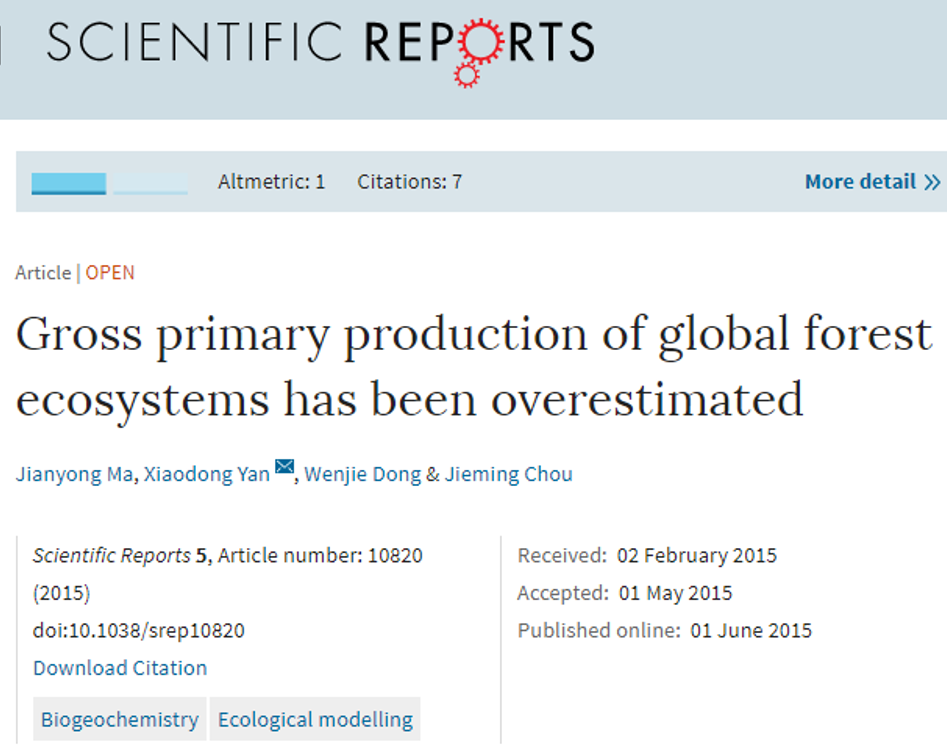 SCIENTIFIC REPORTS
Altmetric: 1 Citations: 7 More detail »
Article | OPEN
Gross primary production of global forest
ecosystems has been overestimated
Jianyong Ma, Xiaodong Yan, Wenjie Dong & Jieming Chou
Scientific Reports 5, Article number: 10820
(2015)
doi:10.1038/srep10820
Download Citation
Biogeochemistry Ecological modelling
Received: 02 February 2015
Accepted: 01 May 2015
Published online: 01 June 2015